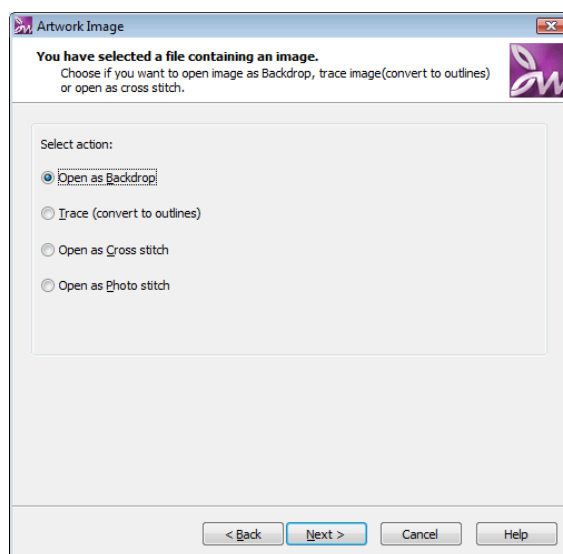 Artwork Image
You have selected a file containing an image.
Choose if you want to open image as Backdrop, trace image(convert to outlines)
or open as cross stitch.
Select action:
Open as Backdrop
Trace (convert to outlines)
Open as Cross stitch
Open as Photo stitch
< Back Next > Cancel Help